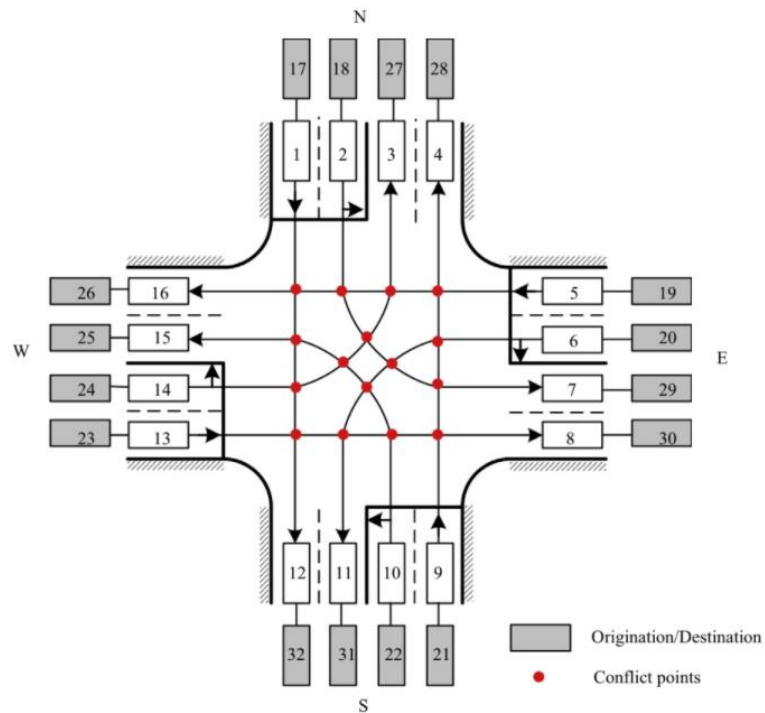 N
17 18 27 28
1 2 3 4
26 16 5 19
25 15 6 20
W
E
24 14 7 29
23 13 8 30
12 11 10 9
32 31 22 21
Origination/Destination
Conflict points
S